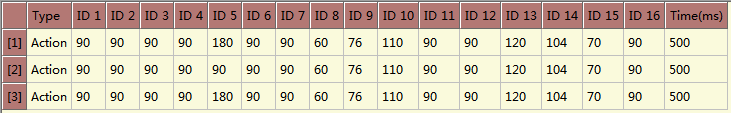 Type ID 1 ID 2 ID 3 ID 4 ID 5 ID 6 ID 7 ID 8 ID 9 ID 10 ID 11 ID 12 ID 13 ID 14 ID 15 ID 16 Time(ms)
[1] Action 90 90 90 90 180 90 90 60 76 110 90 90 120 104 70 90 500
[2] Action 90 90 90 90 90 90 90 60 76 110 90 90 120 104 70 90 500
[3] Action 90 90 90 90 180 90 90 60 76 110 90 90 120 104 70 90 500